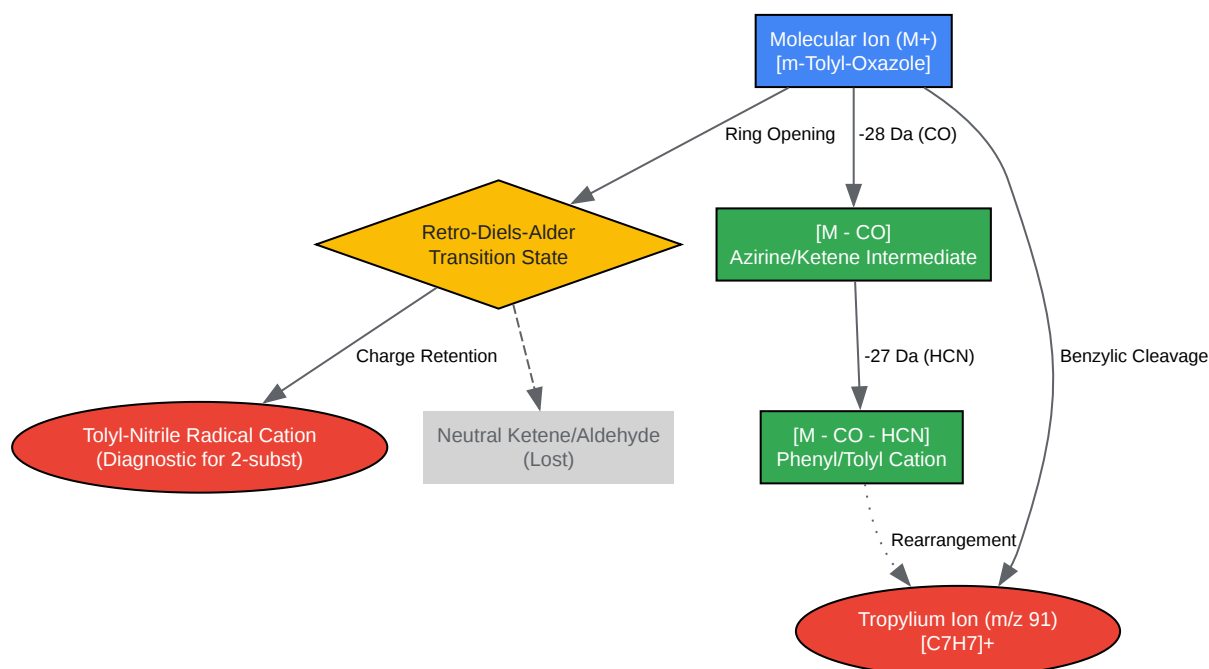 Molecular Ion (M+)
[m-Tolyl-Oxazole]
Ring Opening
-28 Da (CO)
Retro-Diels-Alder
Transition State
[M - CO]
Azirine/Ketene Intermediate
Charge Retention
-27 Da (HCN)
Benzylic Cleavage
Tolyl-Nitrile Radical Cation
(Diagnostic for 2-subst)
Neutral Ketene/Aldehyde
(Lost)
[M - CO - HCN]
Phenyl/Tolyl Cation
Rearrangement
Tropylium Ion (m/z 91)
[C7H7]+